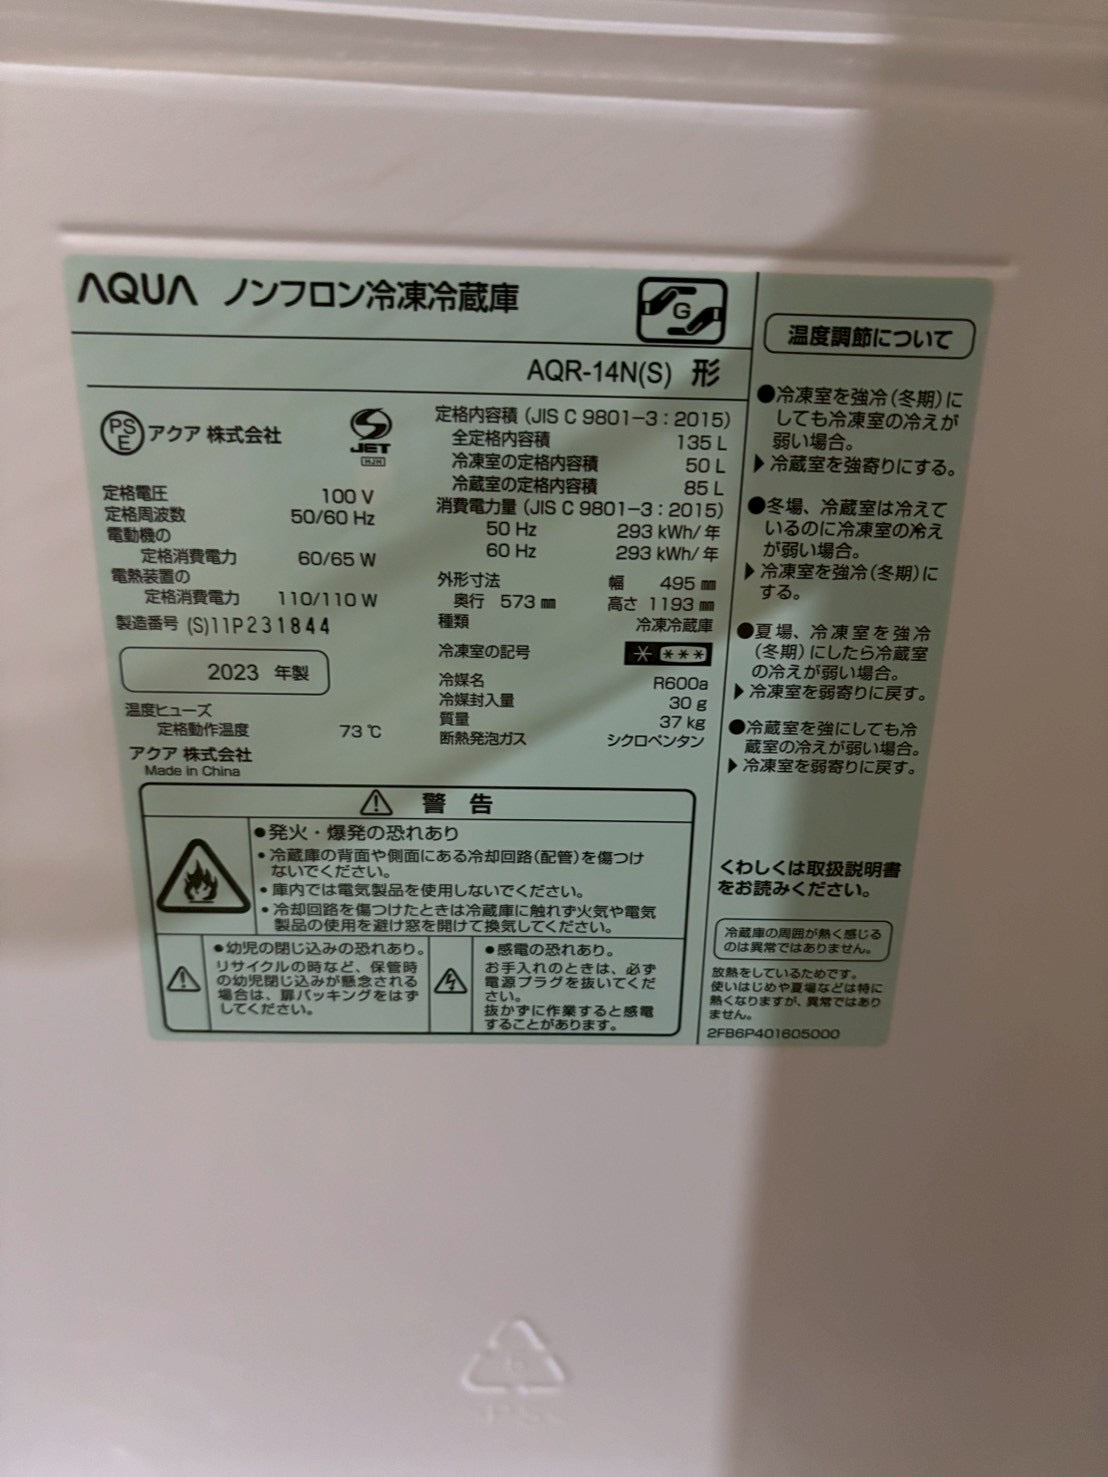 AQUA ノンフロン冷凍冷蔵庫
G
AQR-14N(S) 形
PS
E
アクア 株式会社
JET
定格電圧 100 V
定格周波数 50/60 Hz
電動機の
定格消費電力 60/65 W
電熱装置の
定格消費電力 110/110 W
製造番号 (S)11P231844
2023 年製
温度ヒューズ
定格動作温度 73 ℃
アクア 株式会社
Made in China
定格内容積 (JIS C 9801-3:2015)
全定格内容積 135 L
冷凍室の定格内容積 50 L
冷蔵室の定格内容積 85 L
消費電力量 (JIS C 9801-3:2015)
50 Hz 293 kWh/年
60 Hz 293 kWh/年
外形寸法 幅 495 ㎜
奥行 573 ㎜ 高さ 1193 ㎜
種類 冷凍冷蔵庫
冷凍室の記号 * ***
冷媒名 R600a
冷媒封入量 30 g
質量 37 kg
断熱発泡ガス シクロペンタン
⚠ 警 告
●発火・爆発の恐れあり
・冷蔵庫の背面や側面にある冷却回路(配管)を傷つけ
ないでください。
・庫内では電気製品を使用しないでください。
・冷却回路を傷つけたときは冷蔵庫に触れず火気や電気
製品の使用を避け窓を開けて換気してください。
●幼児の閉じ込みの恐れあり。
リサイクルの時など、保管時
の幼児閉じ込みが懸念される
場合は、扉パッキングをはず
してください。
●感電の恐れあり。
お手入れのときは、必ず
電源プラグを抜いてくだ
さい。
抜かずに作業すると感電
することがあります。
温度調節について
●冷凍室を強冷(冬期)に
しても冷凍室の冷えが
弱い場合。
▶冷蔵室を強寄りにする。
●冬場、冷蔵室は冷えて
いるのに冷凍室の冷え
が弱い場合。
▶冷凍室を強冷(冬期)に
する。
●夏場、冷凍室を強冷
(冬期)にしたら冷蔵室
の冷えが弱い場合。
▶冷凍室を弱寄りに戻す。
●冷蔵室を強にしても冷
蔵室の冷えが弱い場合。
▶冷凍室を弱寄りに戻す。
くわしくは取扱説明書
をお読みください。
冷蔵庫の周囲が熱く感じる
のは異常ではありません。
放熱をしているためです。
使いはじめや夏場などは特に
熱くなりますが、異常ではあり
ません。
2FB6P401605000